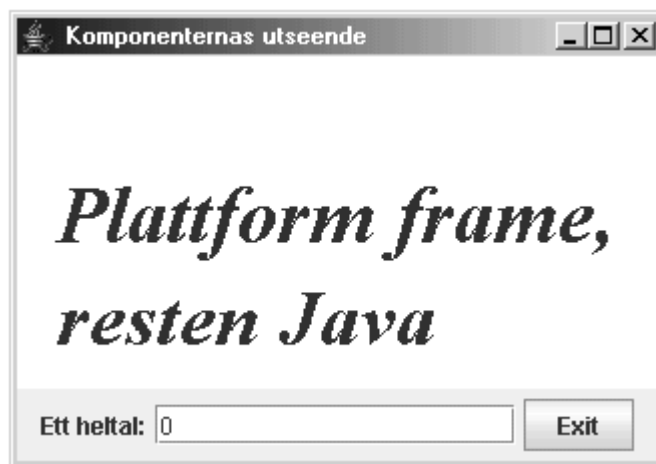 Komponenternas utseende
Plattform frame,
resten Java
Ett heltal: 0 Exit